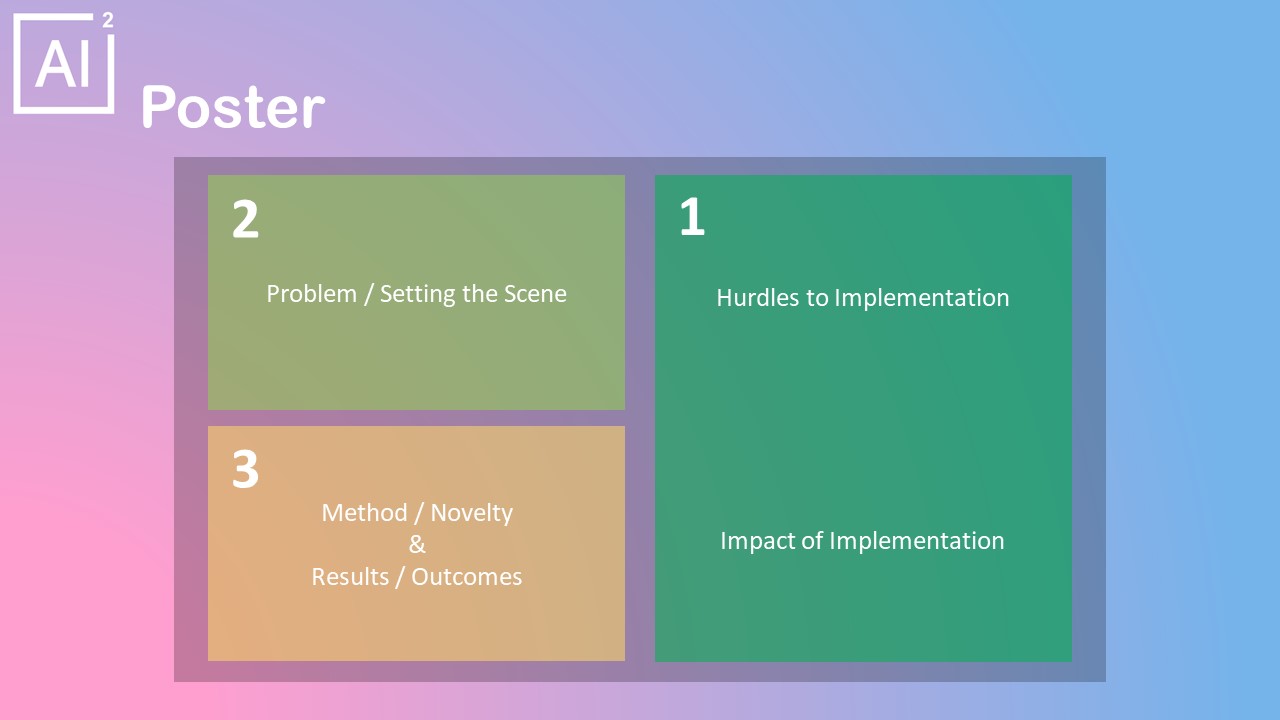 AI 2
Poster
2
Problem / Setting the Scene
3
Method / Novelty
&
Results / Outcomes
1
Hurdles to Implementation
Impact of Implementation